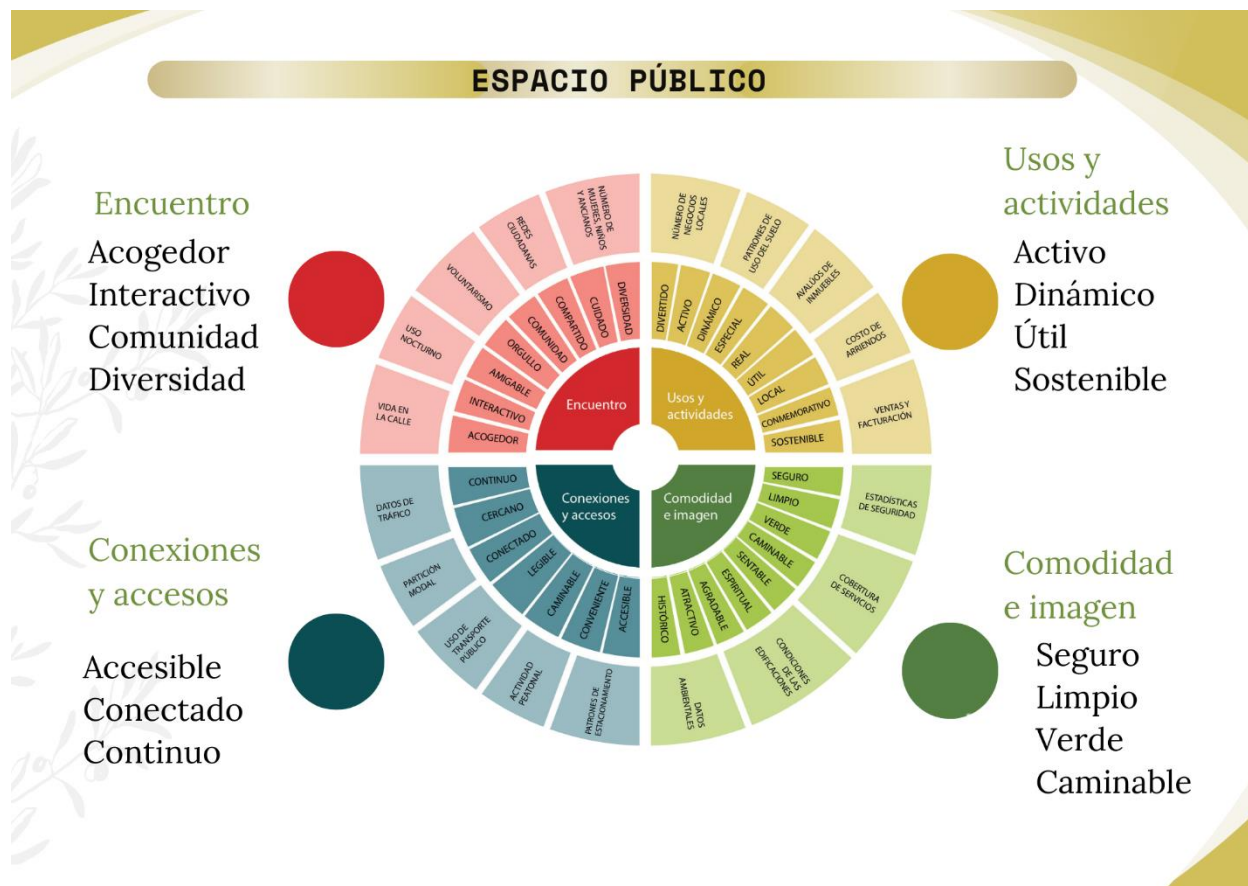 ESPACIO PÚBLICO
Encuentro
Acogedor
Interactivo
Comunidad
Diversidad
Usos y
actividades
Activo
Dinámico
Útil
Sostenible
Conexiones
y accesos
Accesible
Conectado
Continuo
Comodidad
e imagen
Seguro
Limpio
Verde
Caminable
Encuentro
ACOGEDOR
INTERACTIVO
AMIGABLE
ORGULLO
COMUNIDAD
COMPARTIDO
CUIDADO
DIVERSIDAD
VIDA EN
LA CALLE
USO
NOCTURNO
VOLUNTARISMO
REDES
CIUDADANAS
NÚMERO DE
MUJERES, NIÑOS
Y ANCIANOS
Usos y
actividades
DIVERTIDO
ACTIVO
DINÁMICO
ESPECIAL
REAL
ÚTIL
LOCAL
CONMEMORATIVO
SOSTENIBLE
NÚMERO DE
NEGOCIOS
LOCALES
PATRONES DE
USO DEL SUELO
AVALÚOS DE
INMUEBLES
COSTO DE
ARRIENDOS
VENTAS Y
FACTURACIÓN
Conexiones
y accesos
CONTINUO
CERCANO
CONECTADO
LEGIBLE
CAMINABLE
CONVENIENTE
ACCESIBLE
DATOS DE
TRÁFICO
PARTICIÓN
MODAL
USO DE
TRANSPORTE
PÚBLICO
ACTIVIDAD
PEATONAL
PATRONES DE
ESTACIONAMIENTO
Comodidad
e imagen
SEGURO
LIMPIO
VERDE
CAMINABLE
SENTABLE
ESPIRITUAL
AGRADABLE
ATRACTIVO
HISTÓRICO
ESTADÍSTICAS
DE SEGURIDAD
COBERTURA
DE SERVICIOS
CONDICIONES
DE LAS
EDIFICACIONES
DATOS
AMBIENTALES